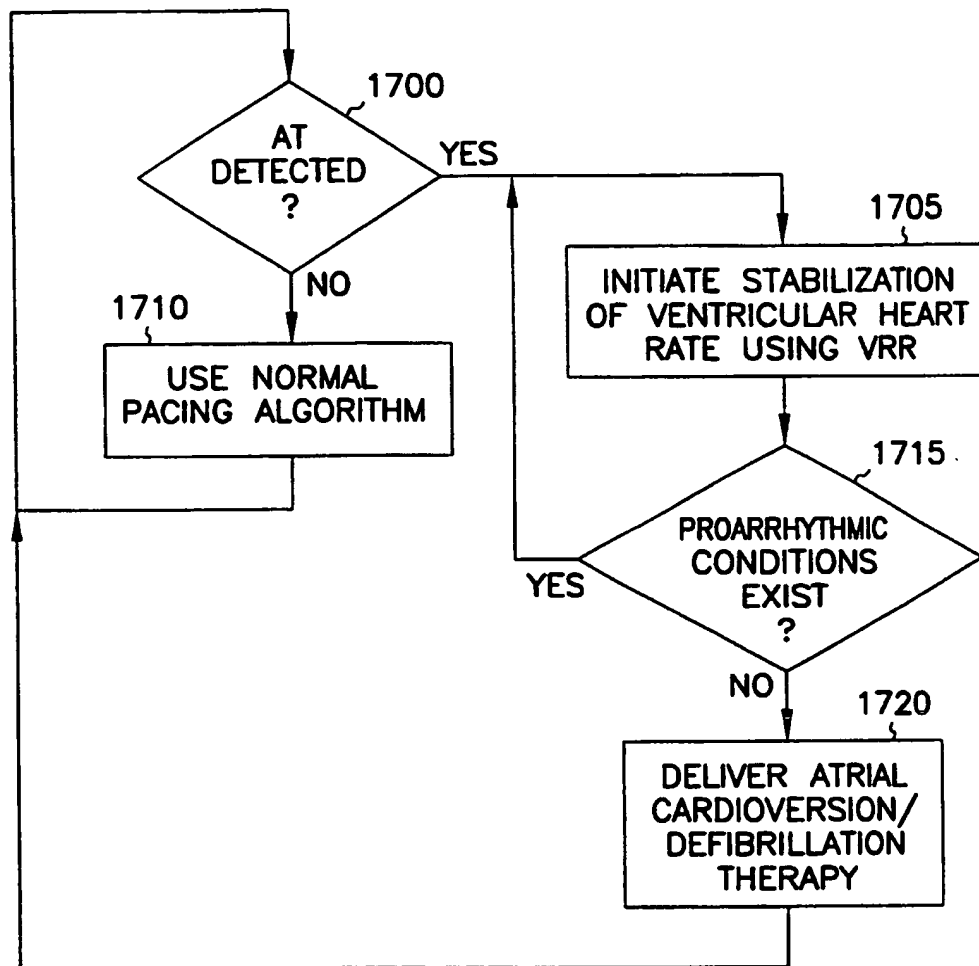 1700
AT
DETECTED
?
YES
NO
1710
USE NORMAL
PACING ALGORITHM
1705
INITIATE STABILIZATION
OF VENTRICULAR HEART
RATE USING VRR
1715
PROARRHYTHMIC
CONDITIONS
EXIST
?
YES
NO
1720
DELIVER ATRIAL
CARDIOVERSION/
DEFIBRILLATION
THERAPY